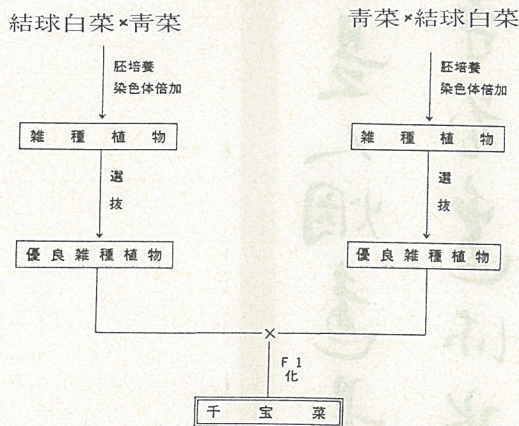 結球白菜×青菜
青菜×結球白菜
胚培養
染色体倍加
胚培養
染色体倍加
雑種植物
雑種植物
選
抜
選
抜
優良雑種植物
優良雑種植物
×
F1
化
千宝菜